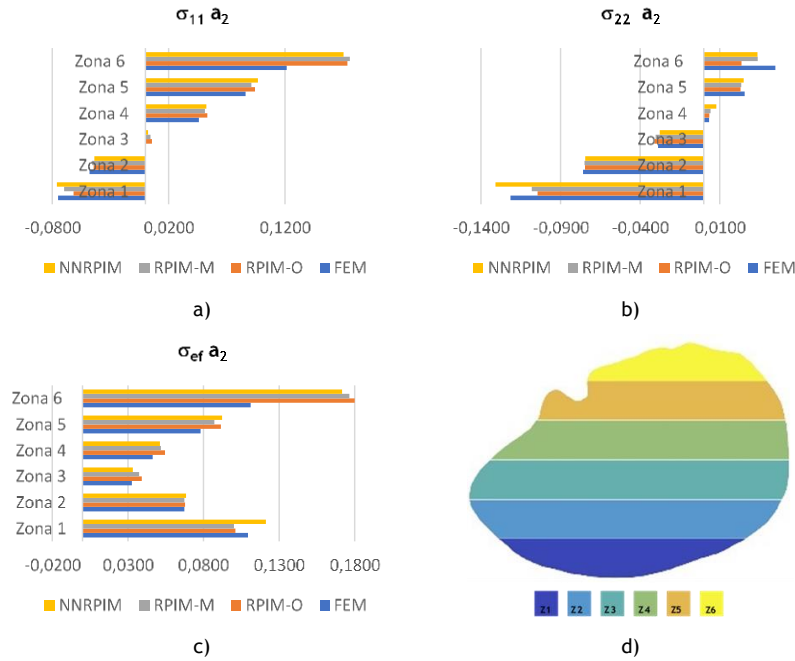 σ11 a2
Zona 6
Zona 5
Zona 4
Zona 3
Zona 2
Zona 1
-0,0800 0,0200 0,1200
NNRPIM RPIM-M RPIM-O FEM
a)
σ22 a2
Zona 6
Zona 5
Zona 4
Zona 3
Zona 2
Zona 1
-0,1400 -0,0900 -0,0400 0,0100
NNRPIM RPIM-M RPIM-O FEM
b)
σef a2
Zona 6
Zona 5
Zona 4
Zona 3
Zona 2
Zona 1
-0,0200 0,0300 0,0800 0,1300 0,1800
NNRPIM RPIM-M RPIM-O FEM
c)
Z1 Z2 Z3 Z4 Z5 Z6
d)